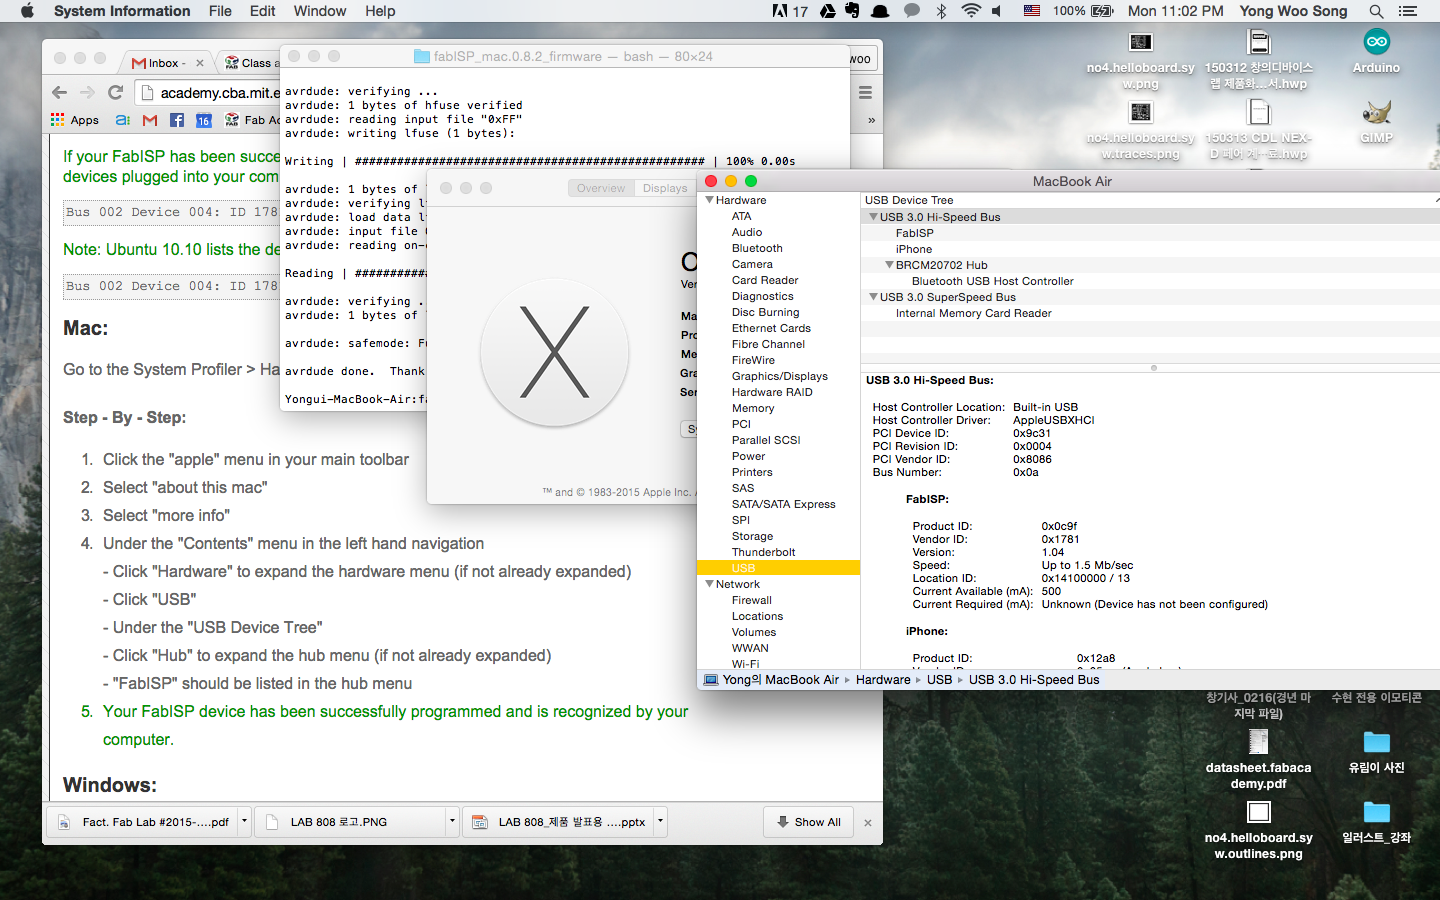 System Information File Edit Window Help
17 100% Mon 11:02 PM Yong Woo Song
Inbox - Class a
academy.cba.mit.e
Apps 16 Fab Ac »
If your FabISP has been succe
devices plugged into your com
Bus 002 Device 004: ID 178
Note: Ubuntu 10.10 lists the de
Bus 002 Device 004: ID 178
Mac:
Go to the System Profiler > Ha
Step - By - Step:
1. Click the "apple" menu in your main toolbar
2. Select "about this mac"
3. Select "more info"
4. Under the "Contents" menu in the left hand navigation
- Click "Hardware" to expand the hardware menu (if not already expanded)
- Click "USB"
- Under the "USB Device Tree"
- Click "Hub" to expand the hub menu (if not already expanded)
- "FabISP" should be listed in the hub menu
5. Your FabISP device has been successfully programmed and is recognized by your
computer.
Windows:
Fact. Fab Lab #2015-....pdf
LAB 808 로고.PNG
LAB 808_제품 발표용 ....pptx
Show All
fabISP_mac.0.8.2_firmware — bash — 80×24
woo
avrdude: verifying ...
avrdude: 1 bytes of hfuse verified
avrdude: reading input file "0xFF"
avrdude: writing lfuse (1 bytes):
Writing | ################################################## | 100% 0.00s
avrdude: 1 bytes of
avrdude: verifying l
avrdude: load data l
avrdude: input file
avrdude: reading on-
Reading | ##########
avrdude: verifying .
avrdude: 1 bytes of
avrdude: safemode: F
avrdude done. Thank
Yongui-MacBook-Air:fa
Overview Displays
Ver
Ma
Pro
Me
Gra
Ser
Sy
™ and © 1983-2015 Apple Inc.
MacBook Air
Hardware
ATA
Audio
Bluetooth
Camera
Card Reader
Diagnostics
Disc Burning
Ethernet Cards
Fibre Channel
FireWire
Graphics/Displays
Hardware RAID
Memory
PCI
Parallel SCSI
Power
Printers
SAS
SATA/SATA Express
SPI
Storage
Thunderbolt
USB
Network
Firewall
Locations
Volumes
WWAN
Wi-Fi
USB Device Tree
USB 3.0 Hi-Speed Bus
FabISP
iPhone
BRCM20702 Hub
Bluetooth USB Host Controller
USB 3.0 SuperSpeed Bus
Internal Memory Card Reader
USB 3.0 Hi-Speed Bus:
Host Controller Location: Built-in USB
Host Controller Driver: AppleUSBXHCI
PCI Device ID: 0x9c31
PCI Revision ID: 0x0004
PCI Vendor ID: 0x8086
Bus Number: 0x0a
FabISP:
Product ID: 0x0c9f
Vendor ID: 0x1781
Version: 1.04
Speed: Up to 1.5 Mb/sec
Location ID: 0x14100000 / 13
Current Available (mA): 500
Current Required (mA): Unknown (Device has not been configured)
iPhone:
Product ID: 0x12a8
Yong의 MacBook Air ▸ Hardware ▸ USB ▸ USB 3.0 Hi-Speed Bus
no4.helloboard.sy
w.png
150312 창의디바이스
랩 제품화...서.hwp
Arduino
no4.helloboard.sy
w.traces.png
150313 CDL NEX-
GIMP
창기사_0216(경년 마
지막 파일)
수현 전용 이모티콘
datasheet.fabaca
demy.pdf
유림이 사진
no4.helloboard.sy
w.outlines.png
일러스트_강좌